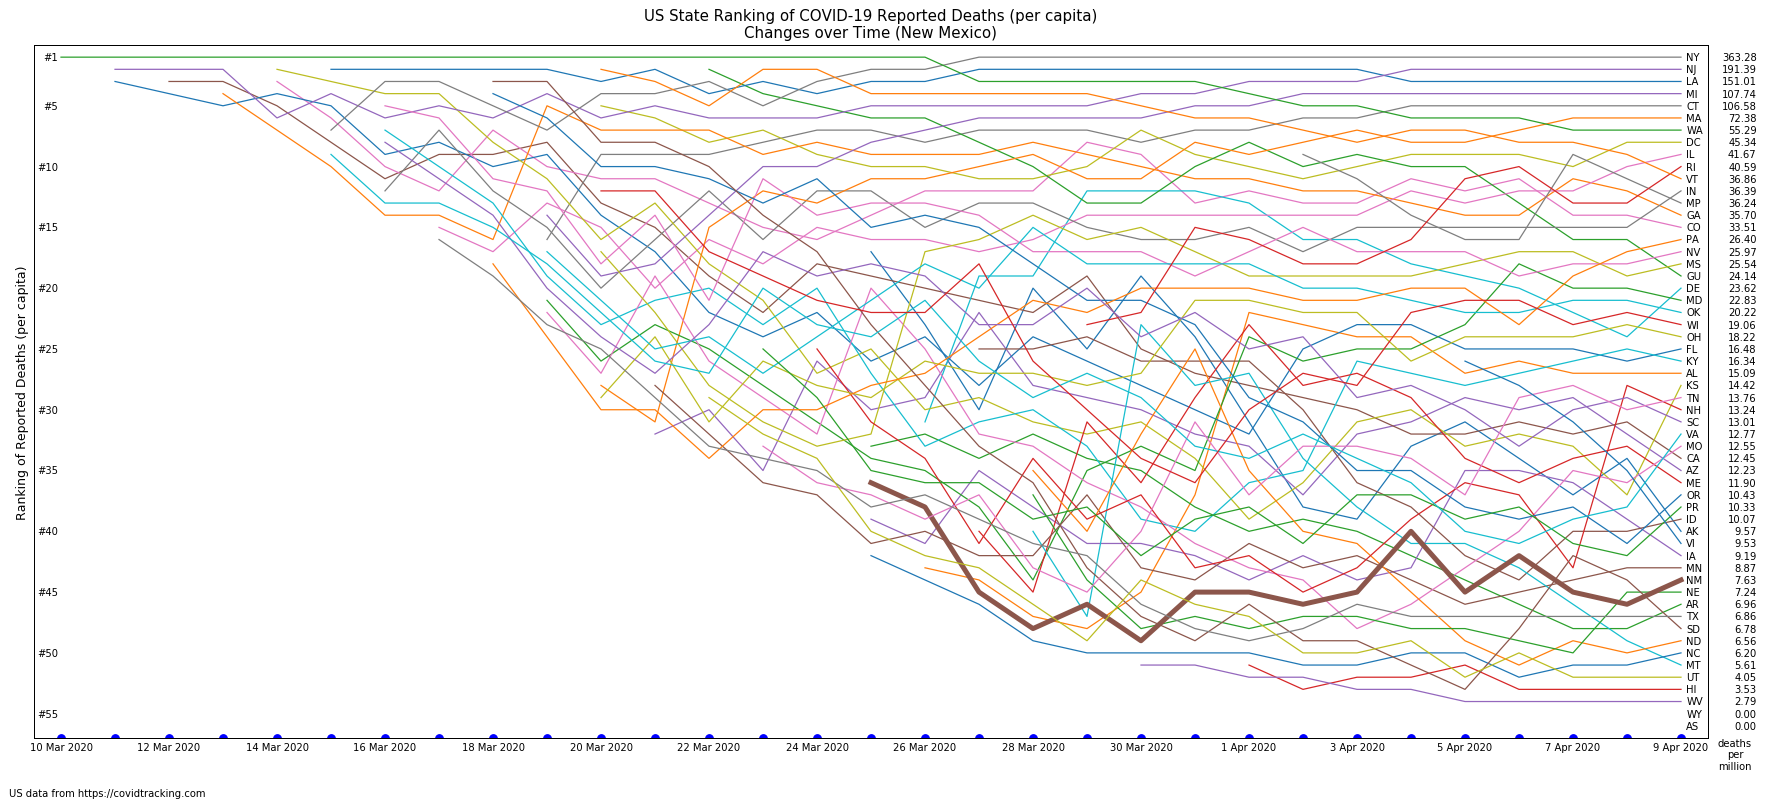 US State Ranking of COVID-19 Reported Deaths (per capita)
Changes over Time (New Mexico)
Ranking of Reported Deaths (per capita)
#1
#5
#10
#15
#20
#25
#30
#35
#40
#45
#50
#55
NY 363.28
NJ 191.39
LA 151.01
MI 107.74
CT 106.58
MA 72.38
WA 55.29
DC 45.34
IL 41.67
RI 40.59
VT 36.86
IN 36.39
MP 36.24
GA 35.70
CO 33.51
PA 26.40
NV 25.97
MS 25.54
GU 24.14
DE 23.62
MD 22.83
OK 20.22
WI 19.06
OH 18.22
FL 16.48
KY 16.34
AL 15.09
KS 14.42
TN 13.76
NH 13.24
SC 13.01
VA 12.77
MO 12.55
CA 12.45
AZ 12.23
ME 11.90
OR 10.43
PR 10.33
ID 10.07
AK 9.57
VI 9.53
IA 9.19
MN 8.87
NM 7.63
NE 7.24
AR 6.96
TX 6.86
SD 6.78
ND 6.56
NC 6.20
MT 5.61
UT 4.05
HI 3.53
WV 2.79
WY 0.00
AS 0.00
10 Mar 2020 12 Mar 2020 14 Mar 2020 16 Mar 2020 18 Mar 2020 20 Mar 2020 22 Mar 2020 24 Mar 2020 26 Mar 2020 28 Mar 2020 30 Mar 2020 1 Apr 2020 3 Apr 2020 5 Apr 2020 7 Apr 2020 9 Apr 2020
deaths
per
million
US data from https://covidtracking.com